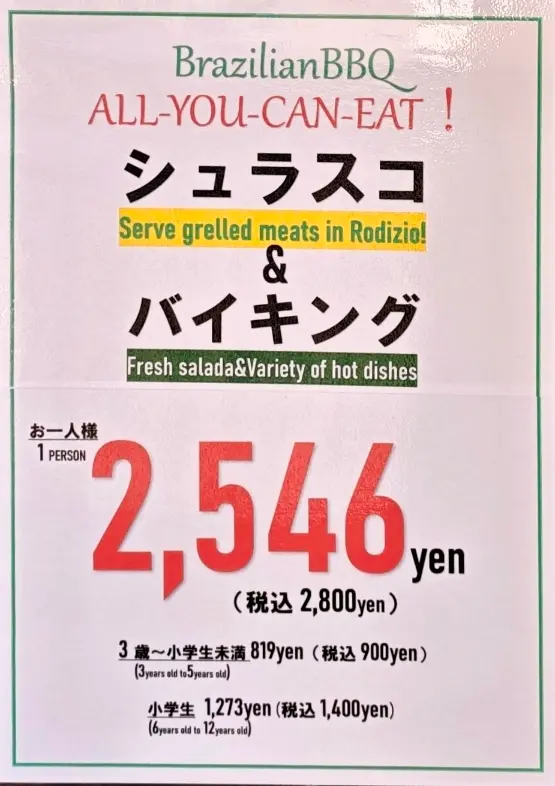 BrazilianBBQ
ALL-YOU-CAN-EAT!
シュラスコ
Serve grelled meats in Rodizio!
&
バイキング
Fresh salada&Variety of hot dishes
お一人様
1 PERSON
2,546yen
(税込 2,800yen)
3 歳~小学生未満 819yen (税込 900yen)
(3years old to5years old)
小学生 1,273yen (税込 1,400yen)
(6years old to 12years old)